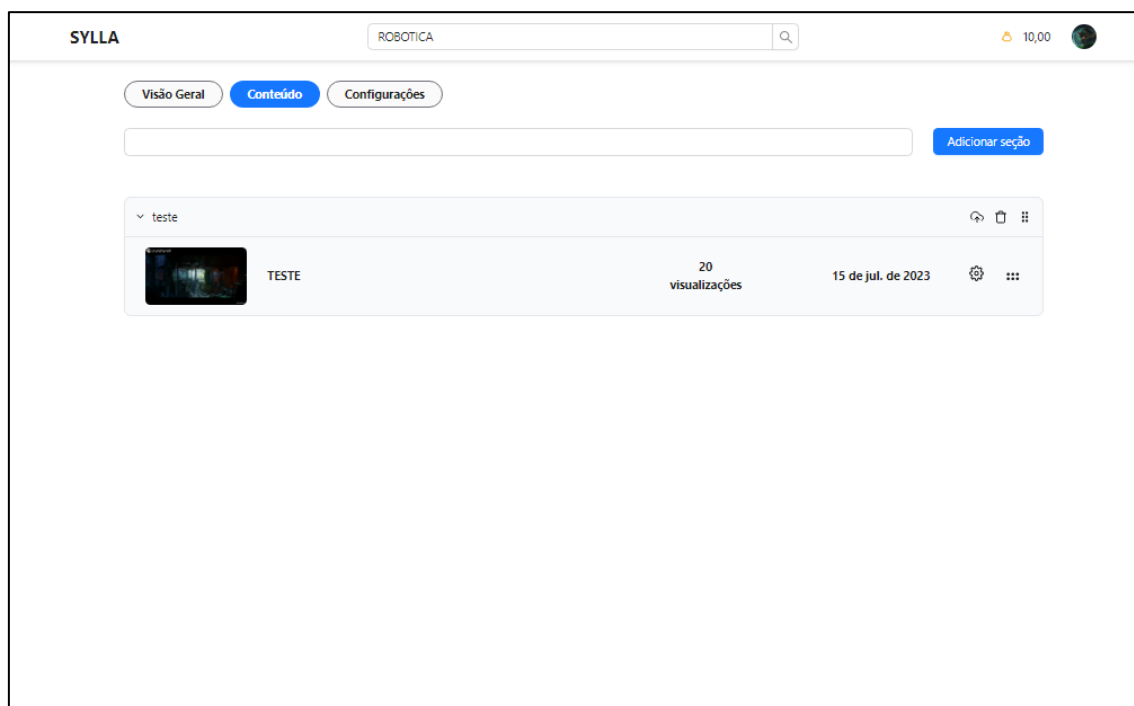 SYLLA
ROBOTICA
10,00
Visão Geral
Conteúdo
Configurações
Adicionar seção
teste
TESTE
20
visualizações
15 de jul. de 2023